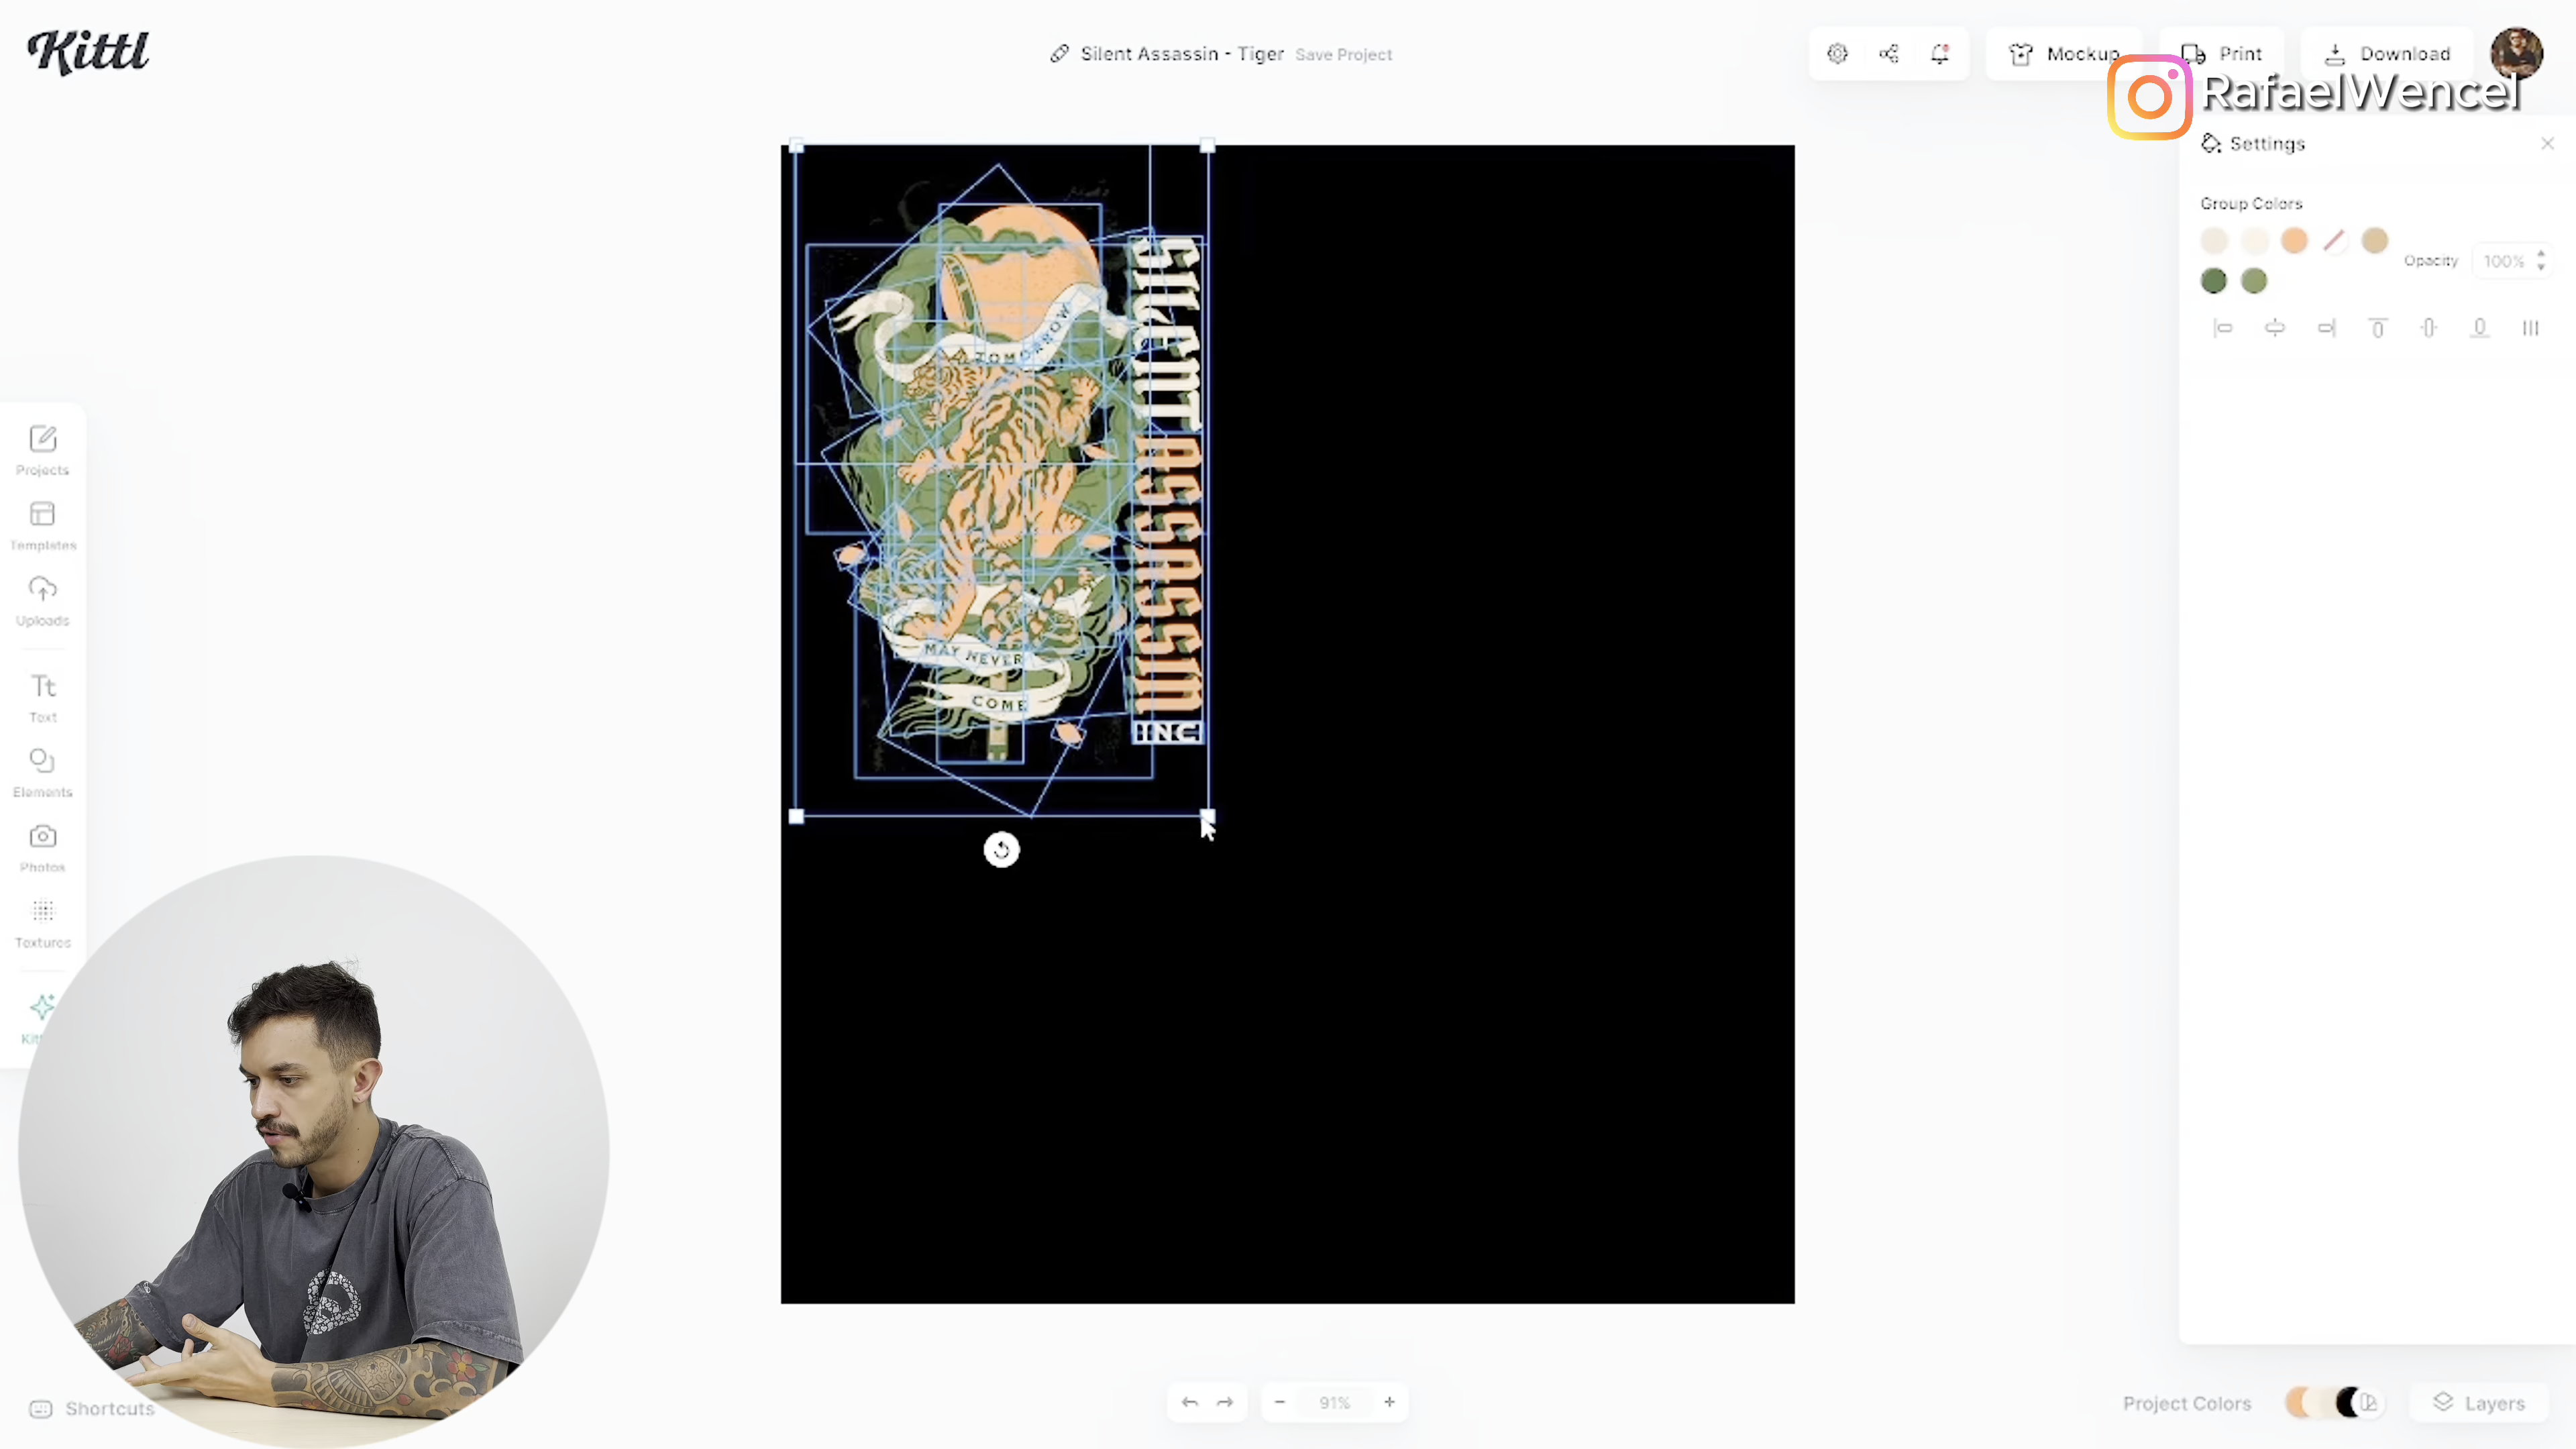 Kittl
Silent Assassin - Tiger Save Project
Mockup
Print
Download
RafaelWencel
Settings
Group Colors
Opacity
100%
Projects
Templates
Uploads
Tt
Text
Elements
Photos
Textures
TOMORROW
MAY NEVER
COME
SILENT
ASSASSIN
INC
Shortcuts
91%
Project Colors
Layers